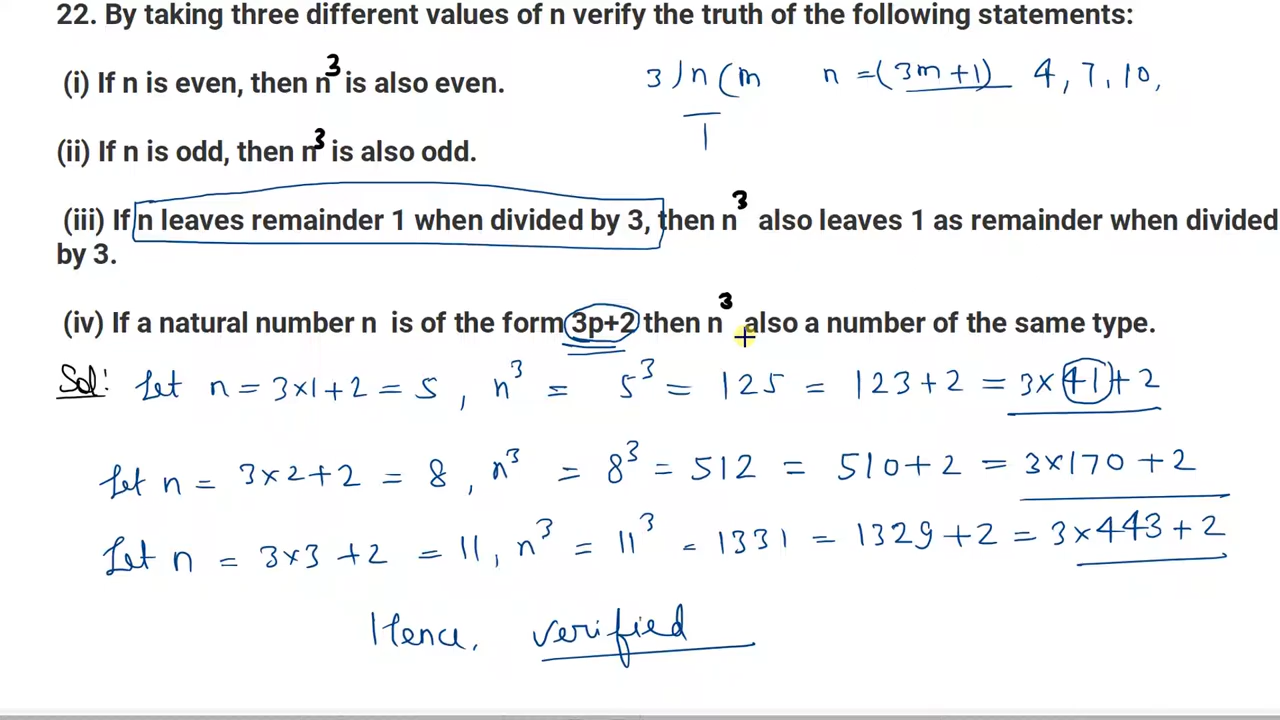 22. By taking three different values of n verify the truth of the following statements:
(i) If n is even, then n³ is also even.
3 ) n ( m
1
n = (3m + 1) 4, 7, 10,
(ii) If n is odd, then n³ is also odd.
(iii) If n leaves remainder 1 when divided by 3, then n³ also leaves 1 as remainder when divided
by 3.
(iv) If a natural number n is of the form 3p+2 then n³ also a number of the same type.
Sol: Let n = 3×1+2 = 5, n³ = 5³ = 125 = 123+2 = 3×41+2
Let n = 3×2+2 = 8, n³ = 8³ = 512 = 510+2 = 3×170+2
Let n = 3×3+2 = 11, n³ = 11³ = 1331 = 1329+2 = 3×443+2
Hence, verified